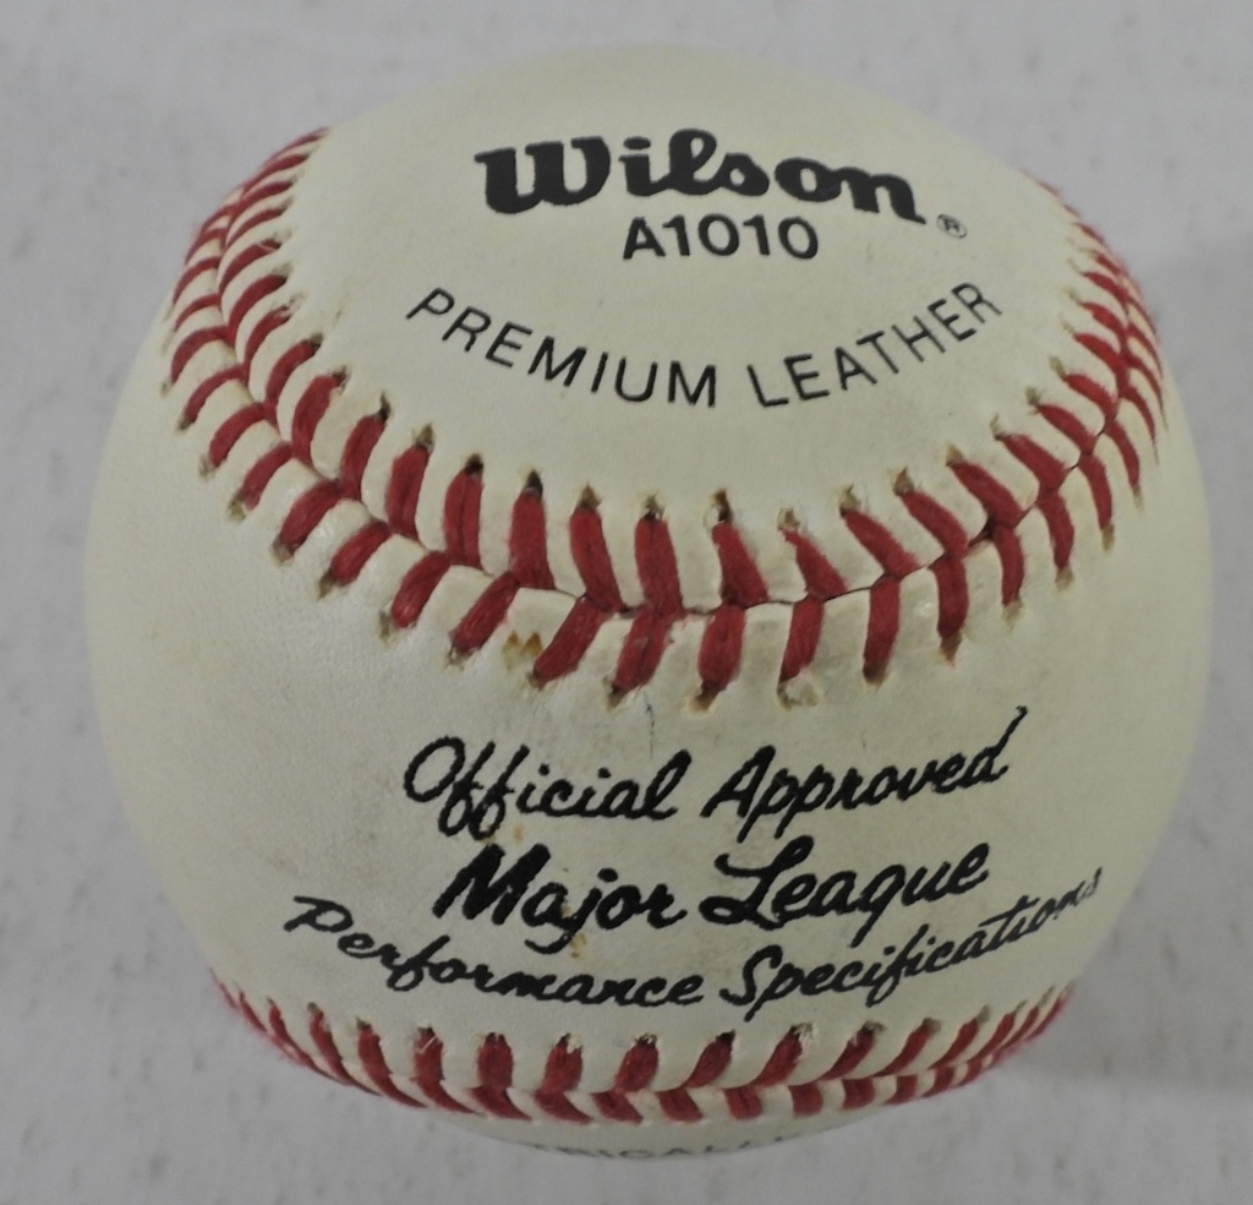 Wilson®
A1010
PREMIUM LEATHER
Official Approved
Major League
Performance Specifications